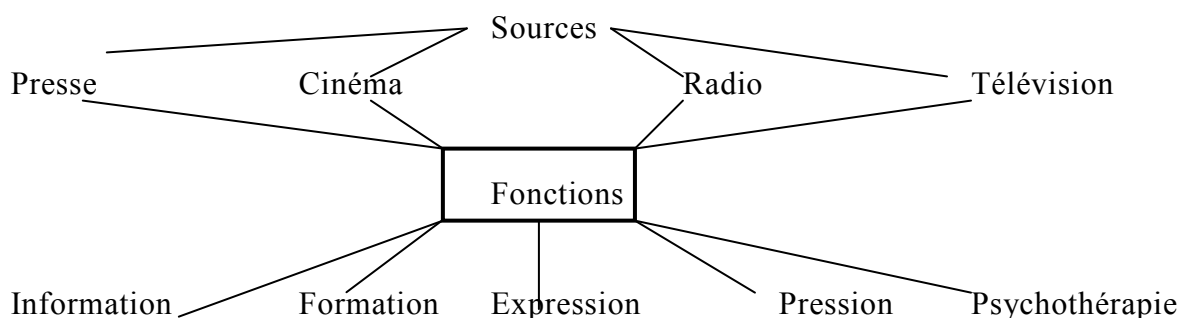 Sources
Presse Cinéma Radio Télévision
Fonctions
Information Formation Expression Pression Psychothérapie